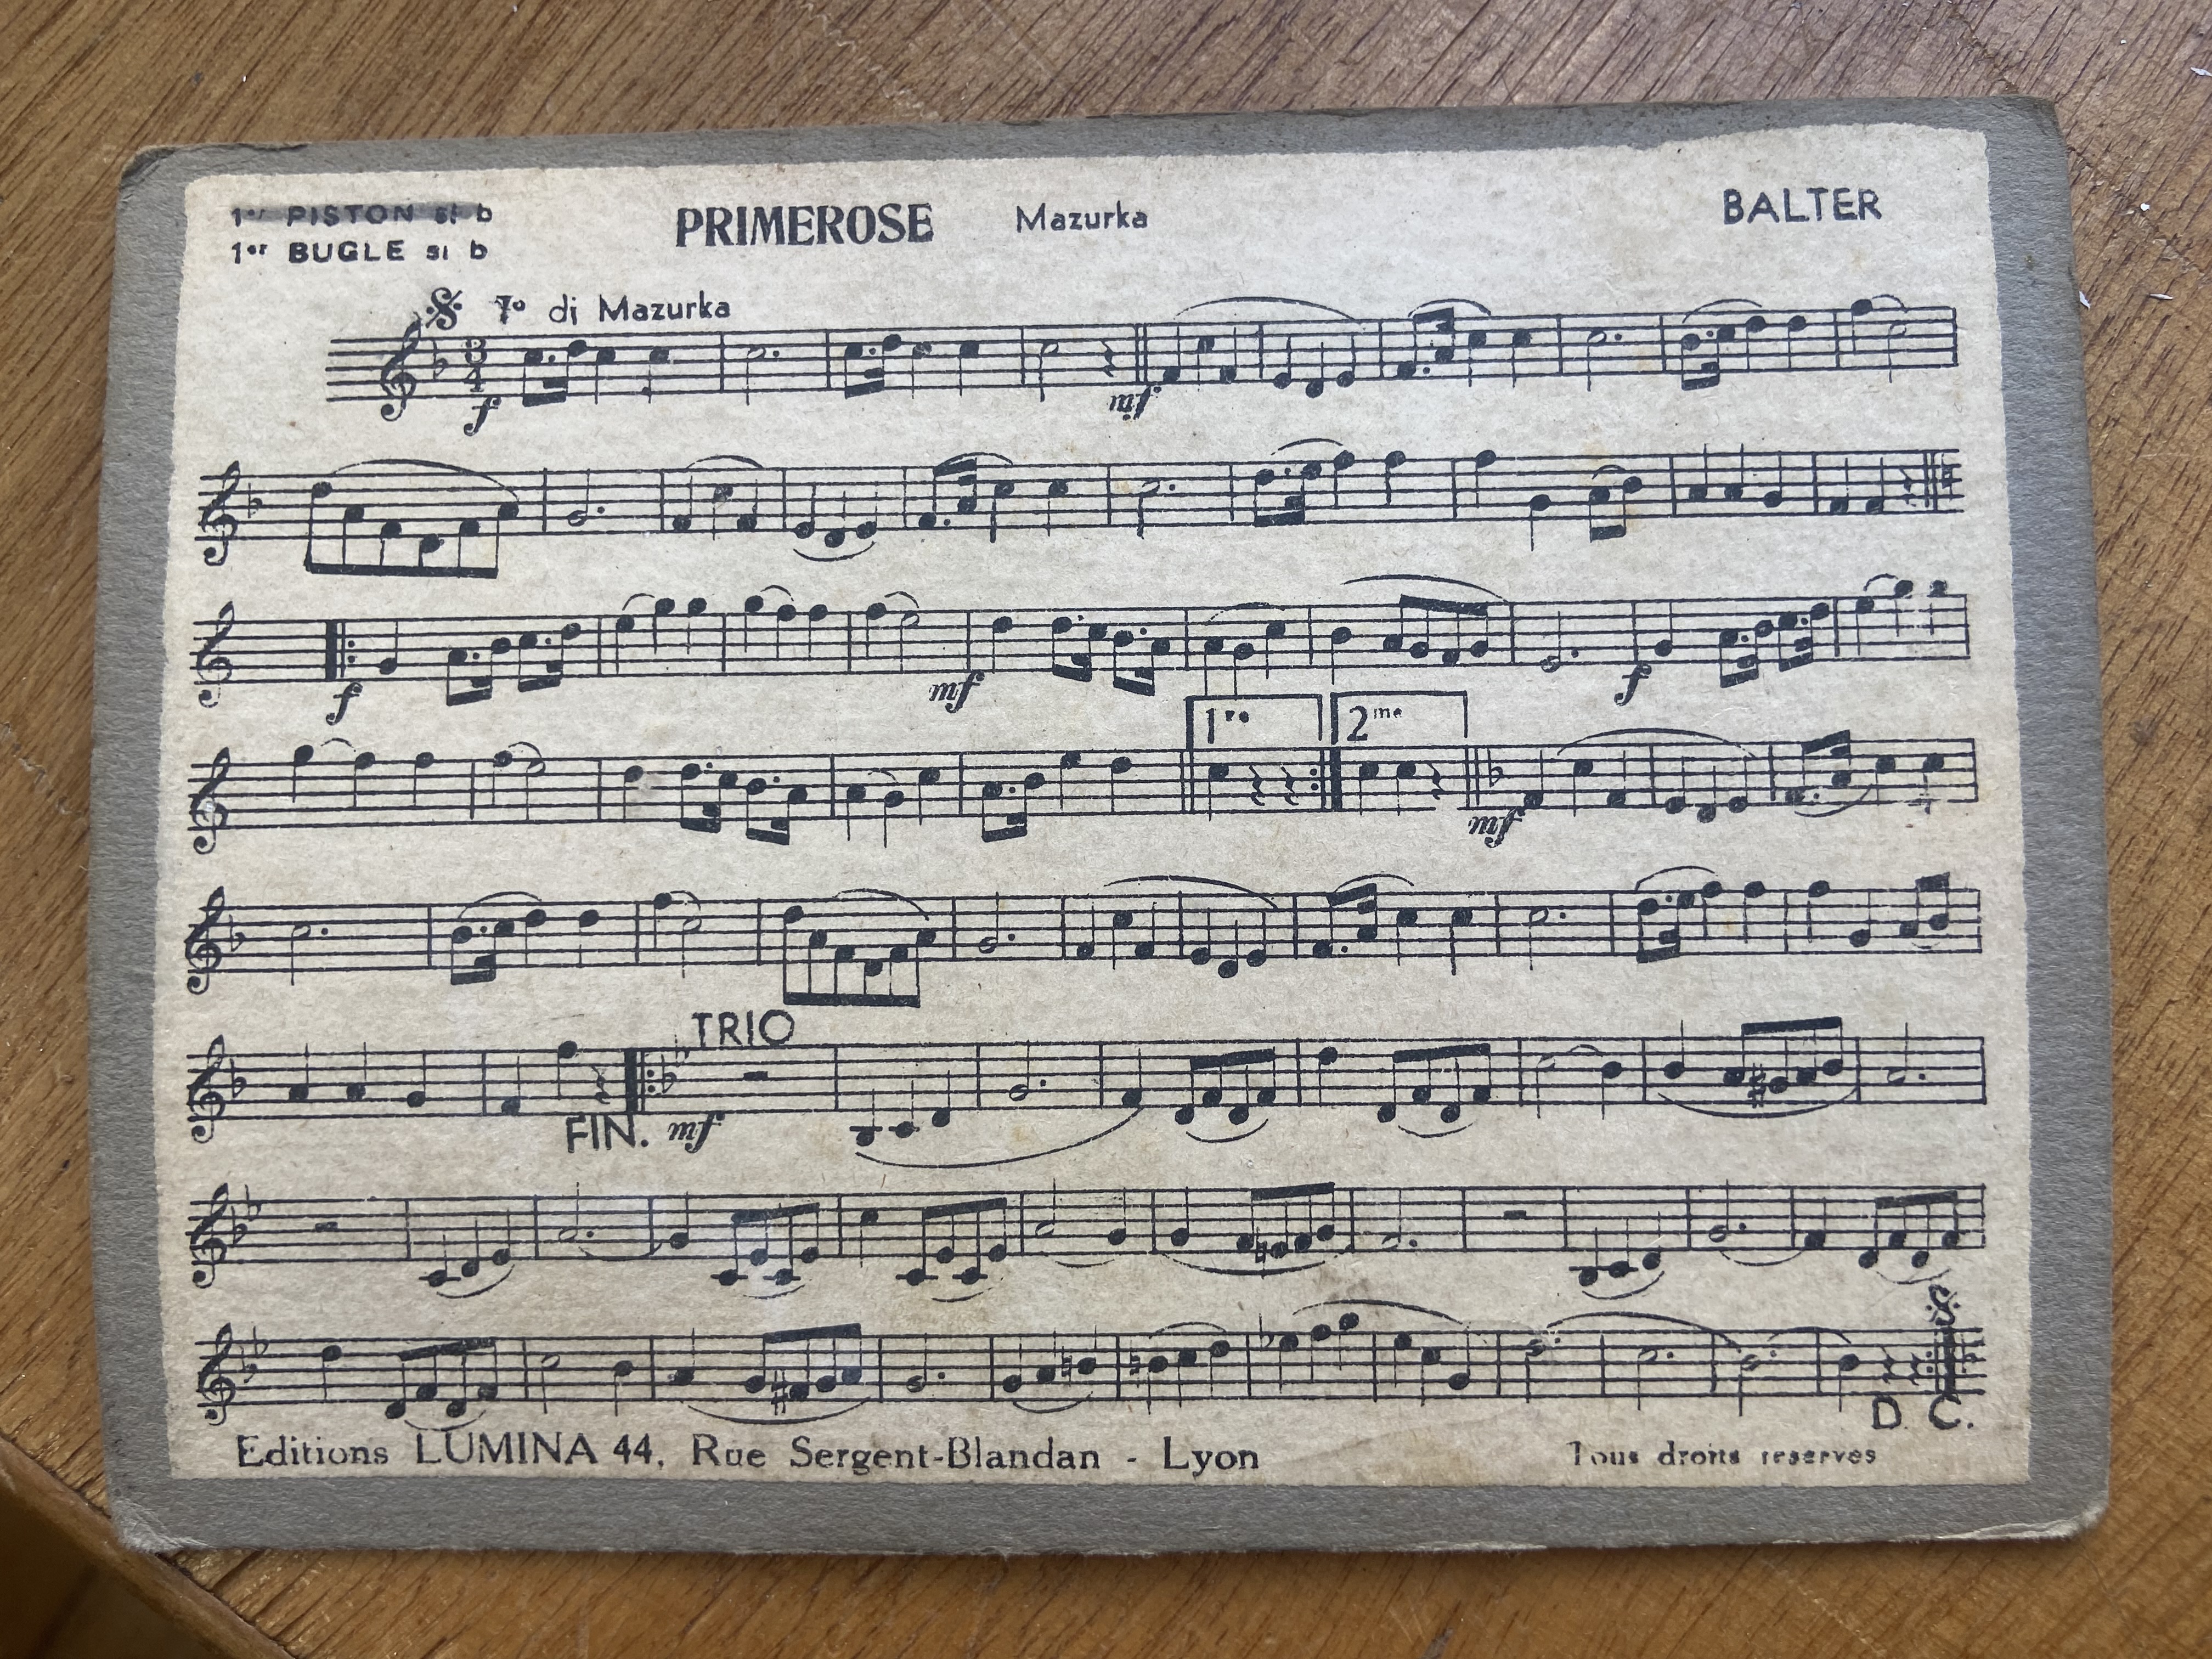 1er PISTON si b
PRIMEROSE Mazurka BALTER
1er BUGLE si b
To di Mazurka
f
mf
f
mf
f
1re 2me
mf
TRIO
FIN. mf
D. C.
Editions LUMINA 44, Rue Sergent-Blandan - Lyon Tous droits reserves